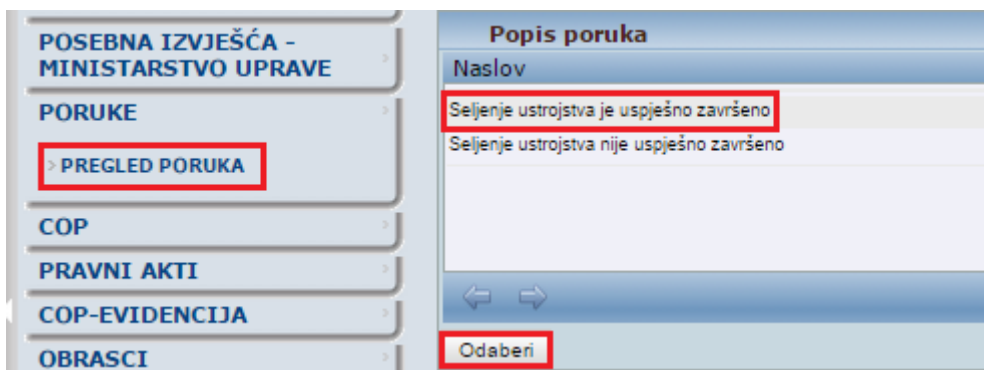 POSEBNA IZVJEŠĆA -
MINISTARSTVO UPRAVE
PORUKE
PREGLED PORUKA
COP
PRAVNI AKTI
COP-EVIDENCIJA
OBRASCI
Popis poruka
Naslov
Seljenje ustrojstva je uspješno završeno
Seljenje ustrojstva nije uspješno završeno
Odaberi